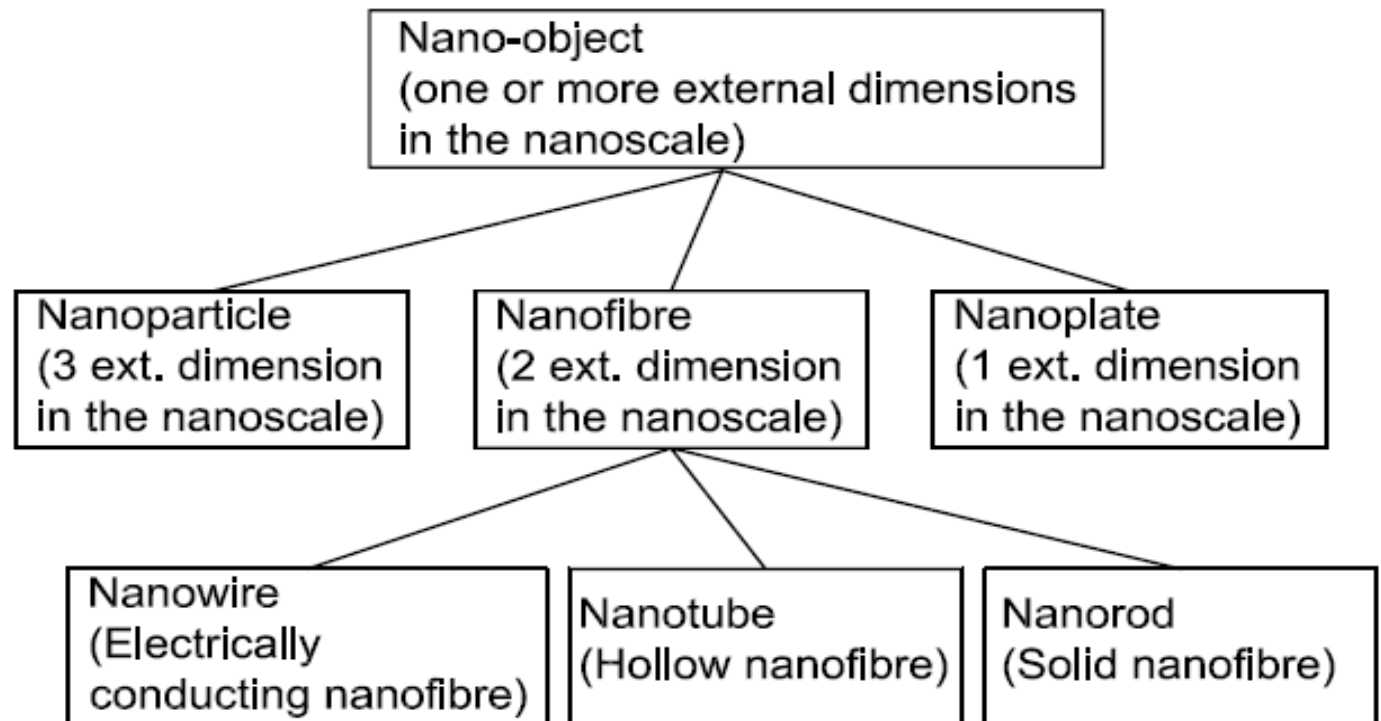 Nano-object
(one or more external dimensions
in the nanoscale)
Nanoparticle
(3 ext. dimension
in the nanoscale)
Nanofibre
(2 ext. dimension
in the nanoscale)
Nanoplate
(1 ext. dimension
in the nanoscale)
Nanowire
(Electrically
conducting nanofibre)
Nanotube
(Hollow nanofibre)
Nanorod
(Solid nanofibre)